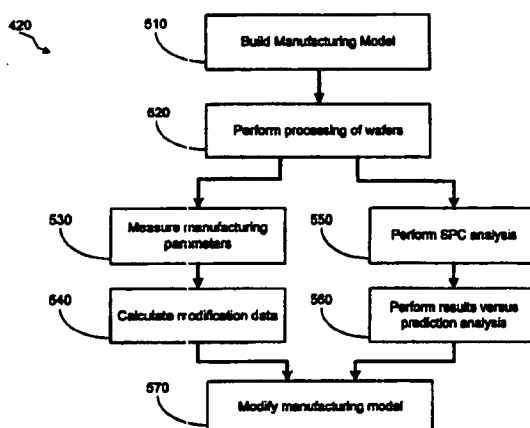 420
510
Build Manufacturing Model
520
Perform processing of wafers
530
Measure manufacturing
parameters
550
Perform SPC analysis
540
Calculate modification data
560
Perform results versus
prediction analysis
570
Modify manufacturing model